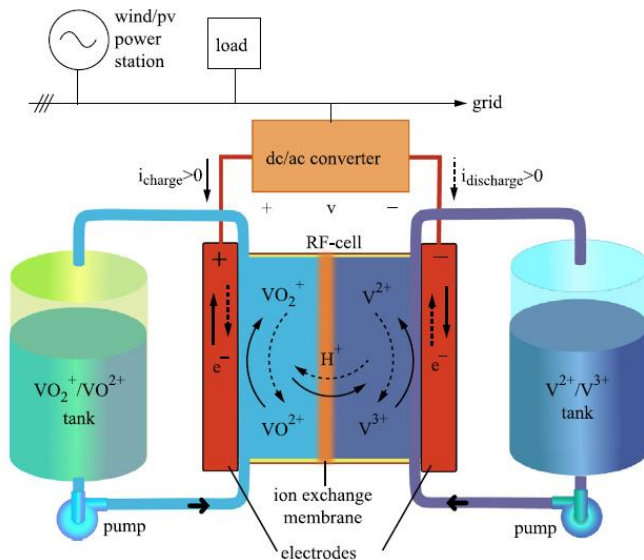 wind/pv
power
station
load
grid
dc/ac converter
i_charge>0
i_discharge>0
+ v −
RF-cell
+
−
VO₂⁺
V²⁺
H⁺
e⁻
e⁻
VO²⁺
V³⁺
VO₂⁺/VO²⁺
tank
V²⁺/V³⁺
tank
pump
ion exchange
membrane
pump
electrodes